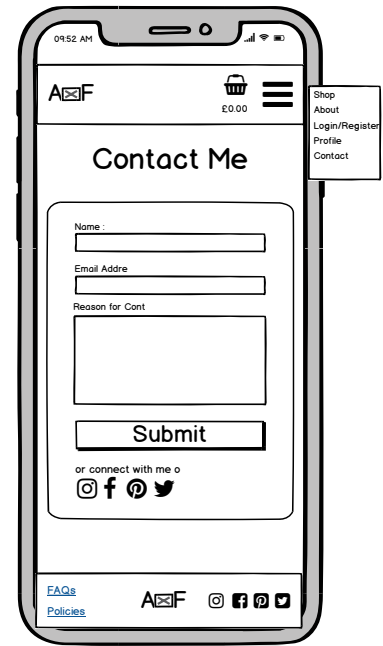 09:52 AM
A F
£0.00
Shop
About
Login/Register
Profile
Contact
Contact Me
Name :
Email Addre
Reason for Cont
Submit
or connect with me o
FAQs
A F
Policies